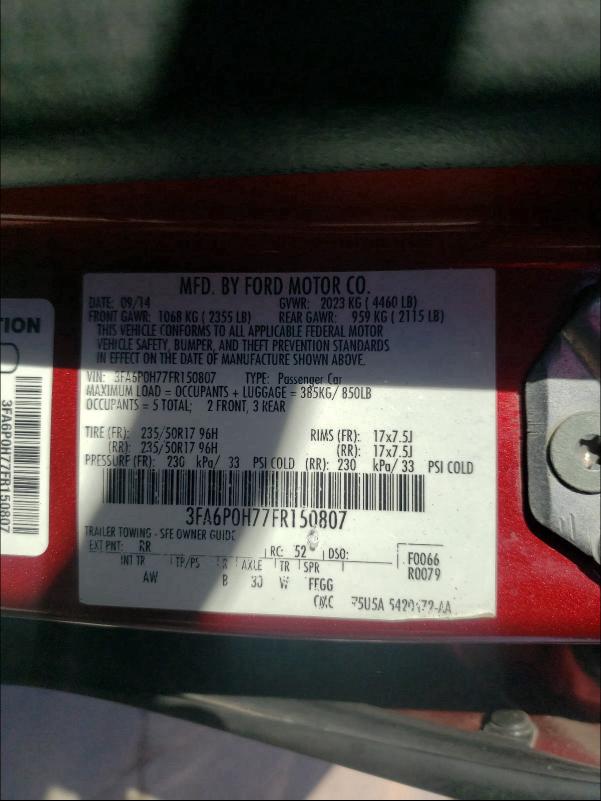 MFD. BY FORD MOTOR CO.
DATE: 09/14 GVWR: 2023 KG ( 4460 LB)
FRONT GAWR: 1068 KG ( 2355 LB) REAR GAWR: 959 KG ( 2115 LB)
THIS VEHICLE CONFORMS TO ALL APPLICABLE FEDERAL MOTOR
VEHICLE SAFETY, BUMPER, AND THEFT PREVENTION STANDARDS
IN EFFECT ON THE DATE OF MANUFACTURE SHOWN ABOVE.
VIN: 3FA6P0H77FR150807 TYPE: Passenger Car
MAXIMUM LOAD = OCCUPANTS + LUGGAGE = 385KG/ 850LB
OCCUPANTS = 5 TOTAL; 2 FRONT, 3 REAR
TIRE (FR): 235/50R17 96H RIMS (FR): 17x7.5J
(RR): 235/50R17 96H (RR): 17x7.5J
PRESSURE (FR): 230 kPa/ 33 PSI COLD (RR): 230 kPa/ 33 PSI COLD
3FA6P0H77FR150807
TRAILER TOWING - SEE OWNER GUIDE
EXT PNT: RR RC: 52 DSO: F0066
INT TR TP/PS R AXLE TR SPR R0079
AW B 30 W FFGG
TION
3FA6P0H77FR150807